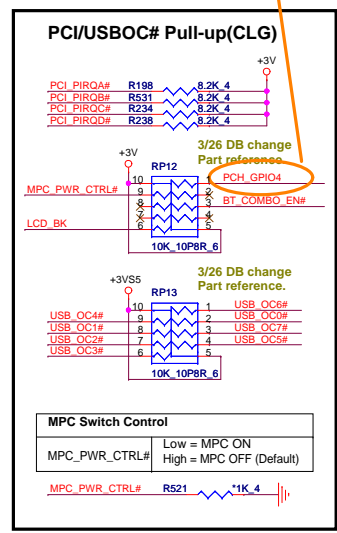 PCI/USBOC# Pull-up(CLG)
+3V
PCI_PIRQA# R198 8.2K_4
PCI_PIRQB# R531 8.2K_4
PCI_PIRQC# R234 8.2K_4
PCI_PIRQD# R238 8.2K_4
+3V
3/26 DB change
Part reference.
RP12
10 1 PCH_GPIO4
MPC_PWR_CTRL# 9 2
8 3 BT_COMBO_EN#
7 4
LCD_BK 6 5
10K_10P8R_6
+3VS5
3/26 DB change
Part reference.
RP13
10 1 USB_OC6#
USB_OC4# 9 2 USB_OC0#
USB_OC1# 8 3 USB_OC7#
USB_OC2# 7 4 USB_OC5#
USB_OC3# 6 5
10K_10P8R_6
MPC Switch Control
MPC_PWR_CTRL# Low = MPC ON
High = MPC OFF (Default)
MPC_PWR_CTRL# R521 *1K_4